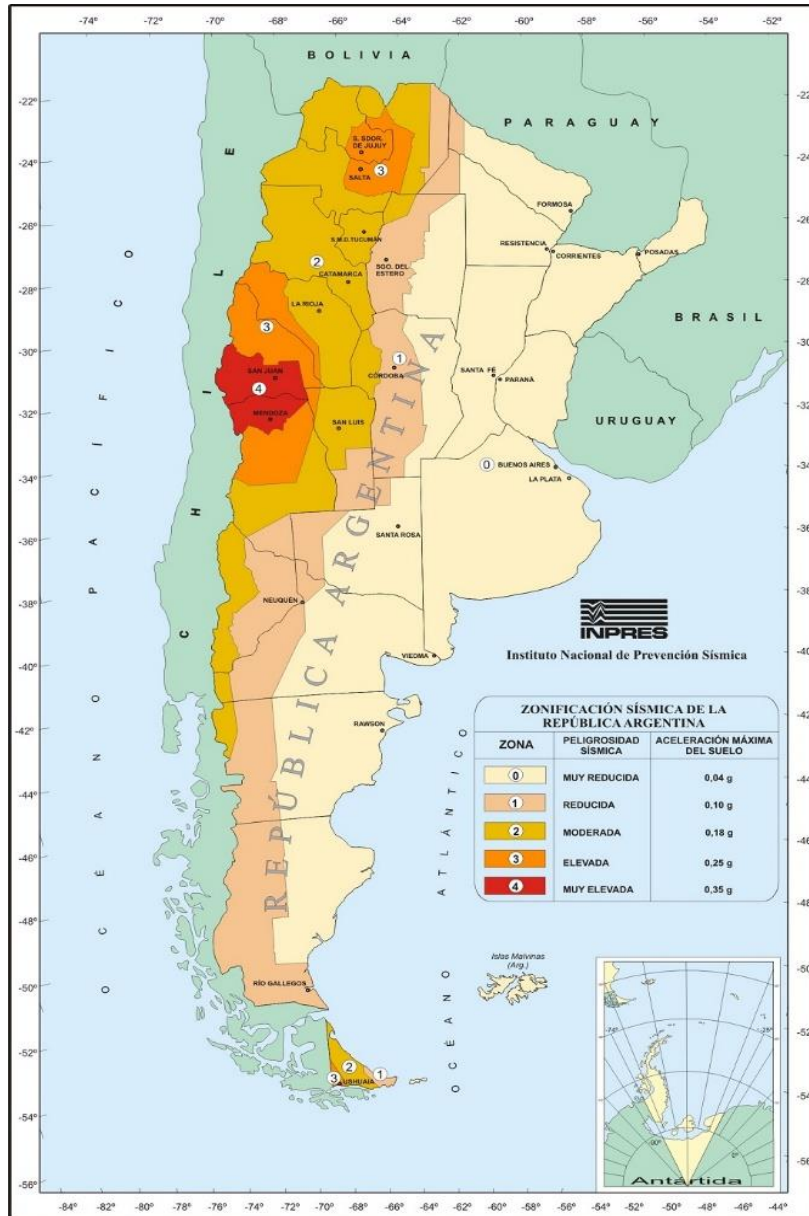 -74° -72° -70° -68° -66° -64° -62° -60° -58° -56° -54° -52°
BOLIVIA
PARAGUAY
-22°
-24°
-26°
-28°
-30°
-32°
-34°
-36°
-38°
-40°
-42°
-44°
-46°
-48°
-50°
-52°
-54°
-56°
S. SDOR.
DE JUJUY
3
SALTA
FORMOSA
S.M.D.TUCUMÁN
RESISTENCIA
CORRIENTES
POSADAS
SGO. DEL
ESTERO
2
CATAMARCA
LA RIOJA
BRASIL
3
1
SAN JUAN
CÓRDOBA
SANTA FÉ
PARANÁ
4
MENDOZA
SAN LUIS
URUGUAY
0
BUENOS AIRES
LA PLATA
SANTA ROSA
NEUQUÉN
VIEDMA
RAWSON
CHILE
OCÉANO PACÍFICO
REPÚBLICA ARGENTINA
OCÉANO ATLÁNTICO
INPRES
Instituto Nacional de Prevención Sísmica
ZONIFICACIÓN SÍSMICA DE LA
REPÚBLICA ARGENTINA
ZONA PELIGROSIDAD SÍSMICA ACELERACIÓN MÁXIMA DEL SUELO
0 MUY REDUCIDA 0,04 g
1 REDUCIDA 0,10 g
2 MODERADA 0,18 g
3 ELEVADA 0,25 g
4 MUY ELEVADA 0,35 g
Islas Malvinas
(Arg.)
RÍO GALLEGOS
2
3
1
USHUAIA
-74°
-26°
-90°
0°
Antártida
-84° -82° -80° -78° -76° -74° -72° -70° -68° -66° -64° -62° -60° -58° -56° -54° -52° -50° -48° -46° -44°